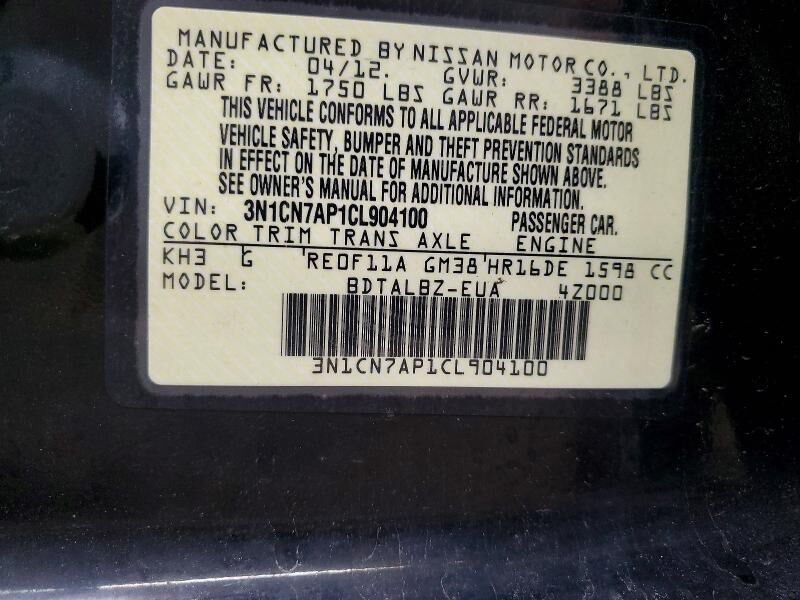 MANUFACTURED BY NISSAN MOTOR CO., LTD.
DATE: 04/12. GVWR: 3388 LBS
GAWR FR: 1750 LBS GAWR RR: 1671 LBS
THIS VEHICLE CONFORMS TO ALL APPLICABLE FEDERAL MOTOR
VEHICLE SAFETY, BUMPER AND THEFT PREVENTION STANDARDS
IN EFFECT ON THE DATE OF MANUFACTURE SHOWN ABOVE.
SEE OWNER'S MANUAL FOR ADDITIONAL INFORMATION.
VIN: 3N1CN7AP1CL904100 PASSENGER CAR.
COLOR TRIM TRANS AXLE ENGINE
KH3 G RE0F11A GM38 HR16DE 1598 CC
MODEL: BDTALBZ-EUA 4Z000
3N1CN7AP1CL904100